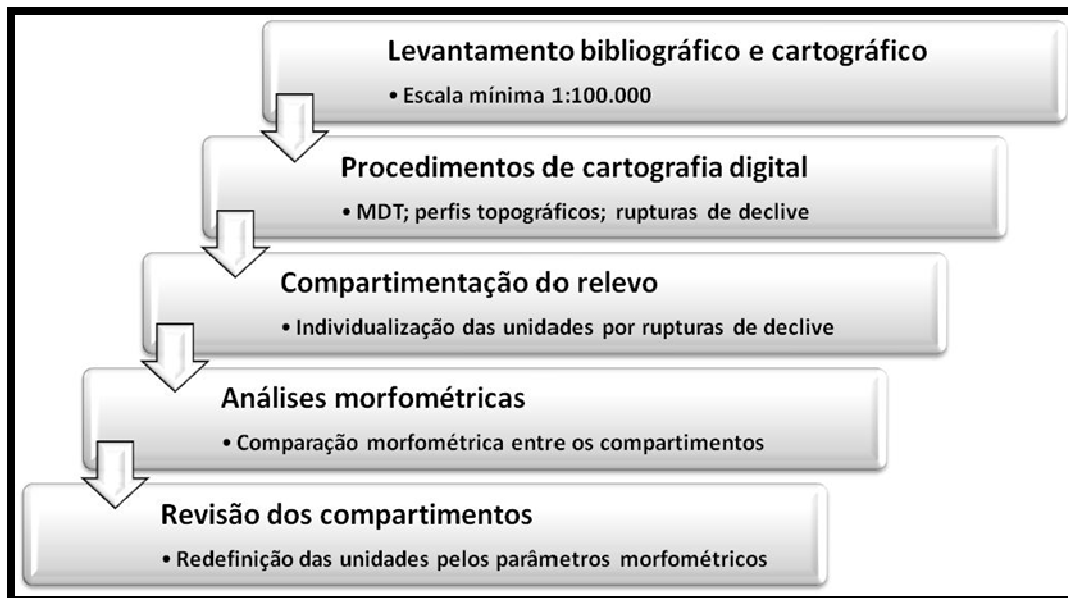 Levantamento bibliográfico e cartográfico
• Escala mínima 1:100.000
Procedimentos de cartografia digital
• MDT; perfis topográficos; rupturas de declive
Compartimentação do relevo
• Individualização das unidades por rupturas de declive
Análises morfométricas
• Comparação morfométrica entre os compartimentos
Revisão dos compartimentos
• Redefinição das unidades pelos parâmetros morfométricos